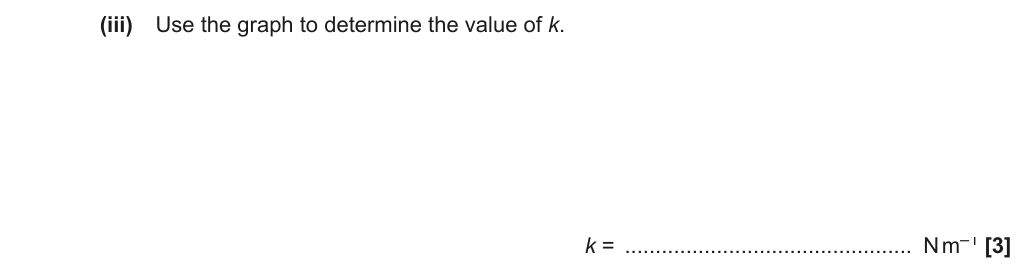 (iii) Use the graph to determine the value of k.
k = ............................................... N m⁻¹ [3]